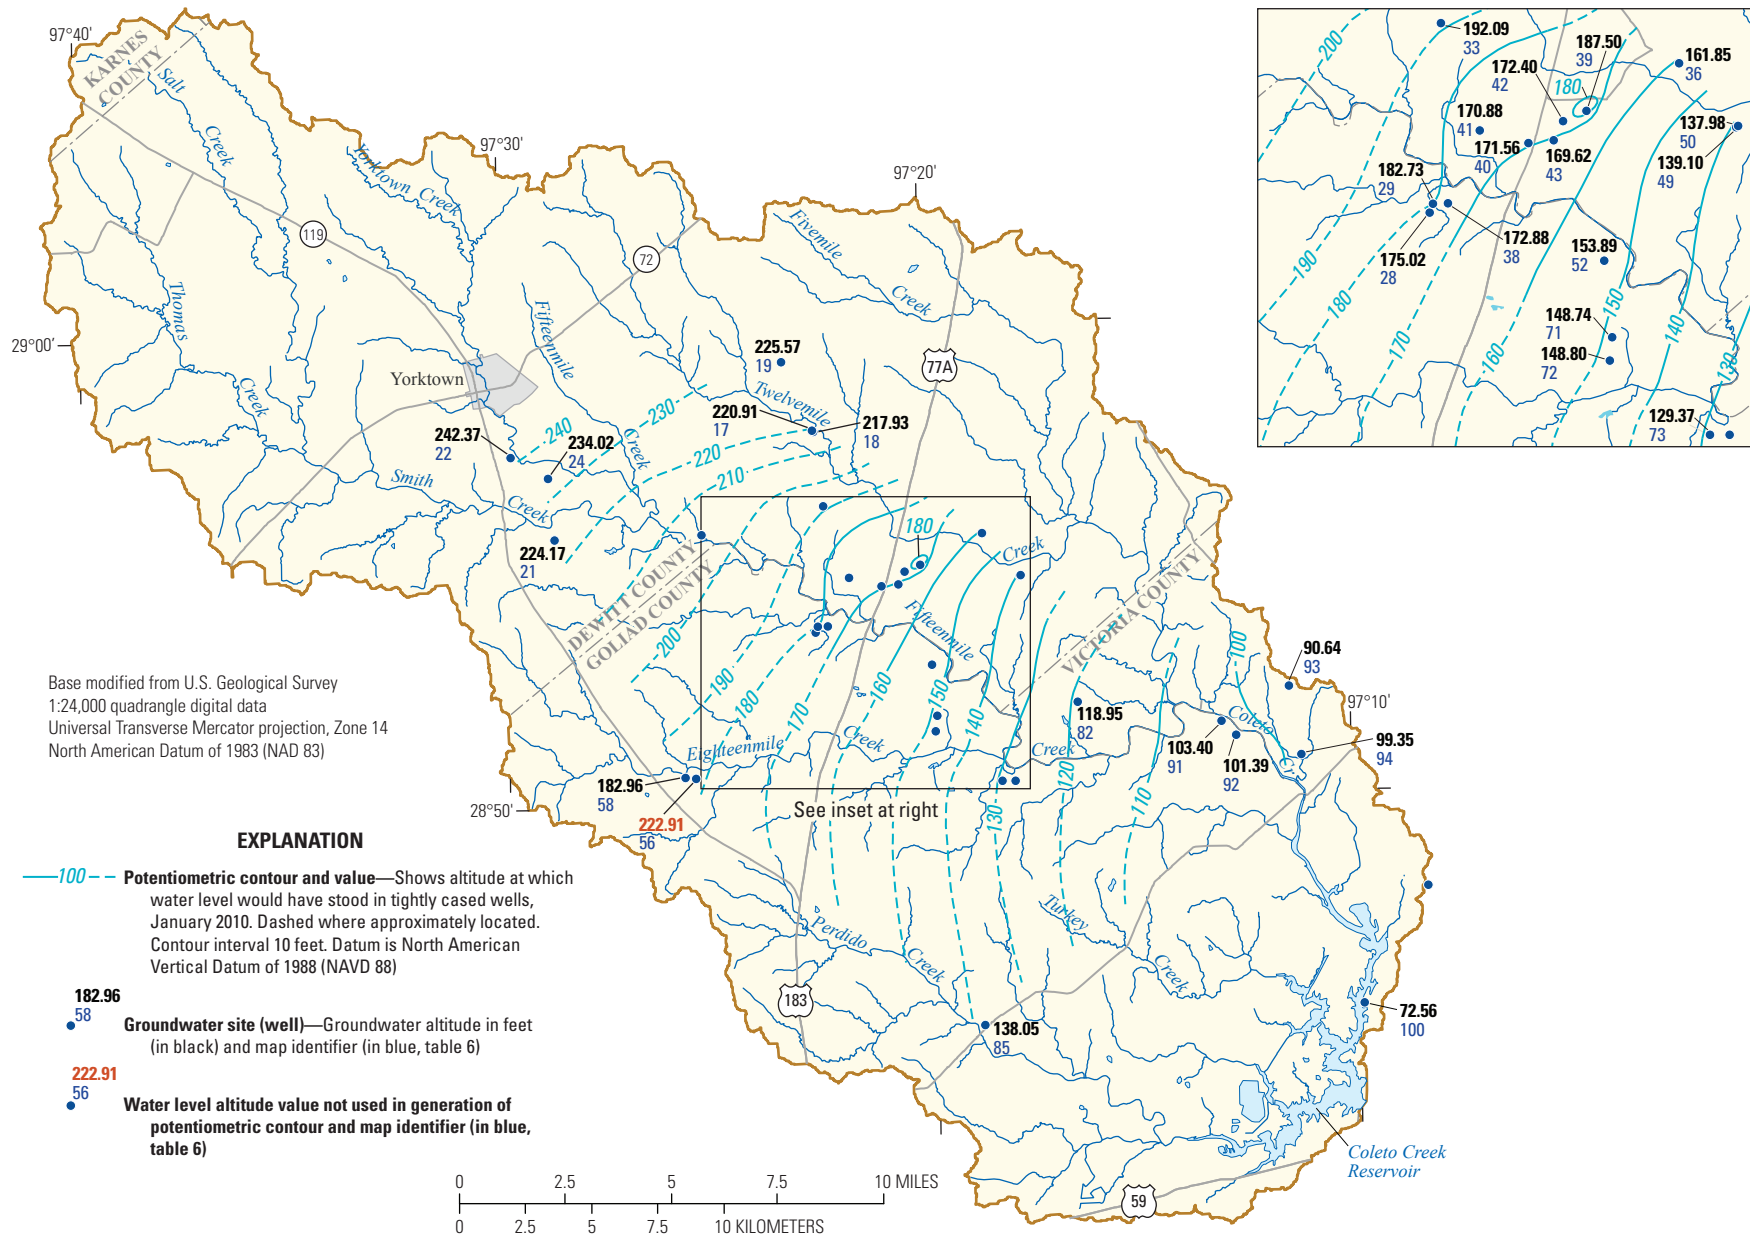 97°40'
KARNES
COUNTY
Salt
Creek
Yorktown Creek
97°30'
97°20'
119
72
Fivemile
Creek
Thomas
Creek
Fifteenmile
Creek
29°00'
Yorktown
225.57
19
77A
Twelvemile
220.91
17
217.93
18
230
240
242.37
22
234.02
24
220
210
Smith
Creek
224.17
21
180
Creek
DEWITT COUNTY
GOLIAD COUNTY
VICTORIA COUNTY
Fifteenmile
200
190
180
170
160
150
140
100
90.64
93
97°10'
118.95
82
Coleto
Cr
103.40
91
101.39
92
99.35
94
Eighteenmile
Creek
Creek
120
110
130
182.96
58
222.91
56
28°50'
See inset at right
Turkey
Creek
Perdido
Creek
183
138.05
85
72.56
100
Coleto Creek
Reservoir
59
200
192.09
33
187.50
39
172.40
42
161.85
36
180
170.88
41
171.56
40
169.62
43
137.98
50
139.10
49
182.73
29
172.88
38
175.02
28
153.89
52
190
180
170
160
150
140
130
148.74
71
148.80
72
129.37
73
Base modified from U.S. Geological Survey
1:24,000 quadrangle digital data
Universal Transverse Mercator projection, Zone 14
North American Datum of 1983 (NAD 83)
EXPLANATION
100 Potentiometric contour and value—Shows altitude at which
water level would have stood in tightly cased wells,
January 2010. Dashed where approximately located.
Contour interval 10 feet. Datum is North American
Vertical Datum of 1988 (NAVD 88)
182.96
58
Groundwater site (well)—Groundwater altitude in feet
(in black) and map identifier (in blue, table 6)
222.91
56
Water level altitude value not used in generation of
potentiometric contour and map identifier (in blue,
table 6)
0 2.5 5 7.5 10 MILES
0 2.5 5 7.5 10 KILOMETERS